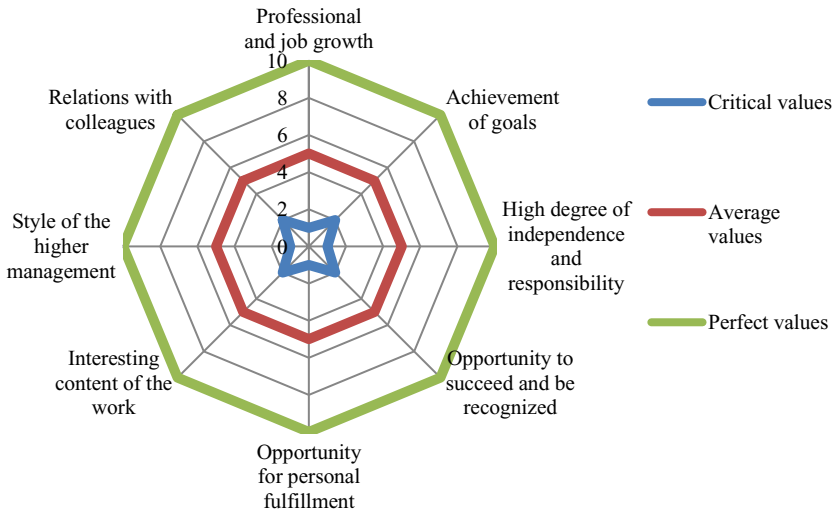 Professional
and job growth
10
8
6
4
2
0
Achievement
of goals
High degree of
independence
and
responsibility
Opportunity to
succeed and be
recognized
Opportunity
for personal
fulfillment
Interesting
content of the
work
Style of the
higher
management
Relations with
colleagues
Critical values
Average
values
Perfect values